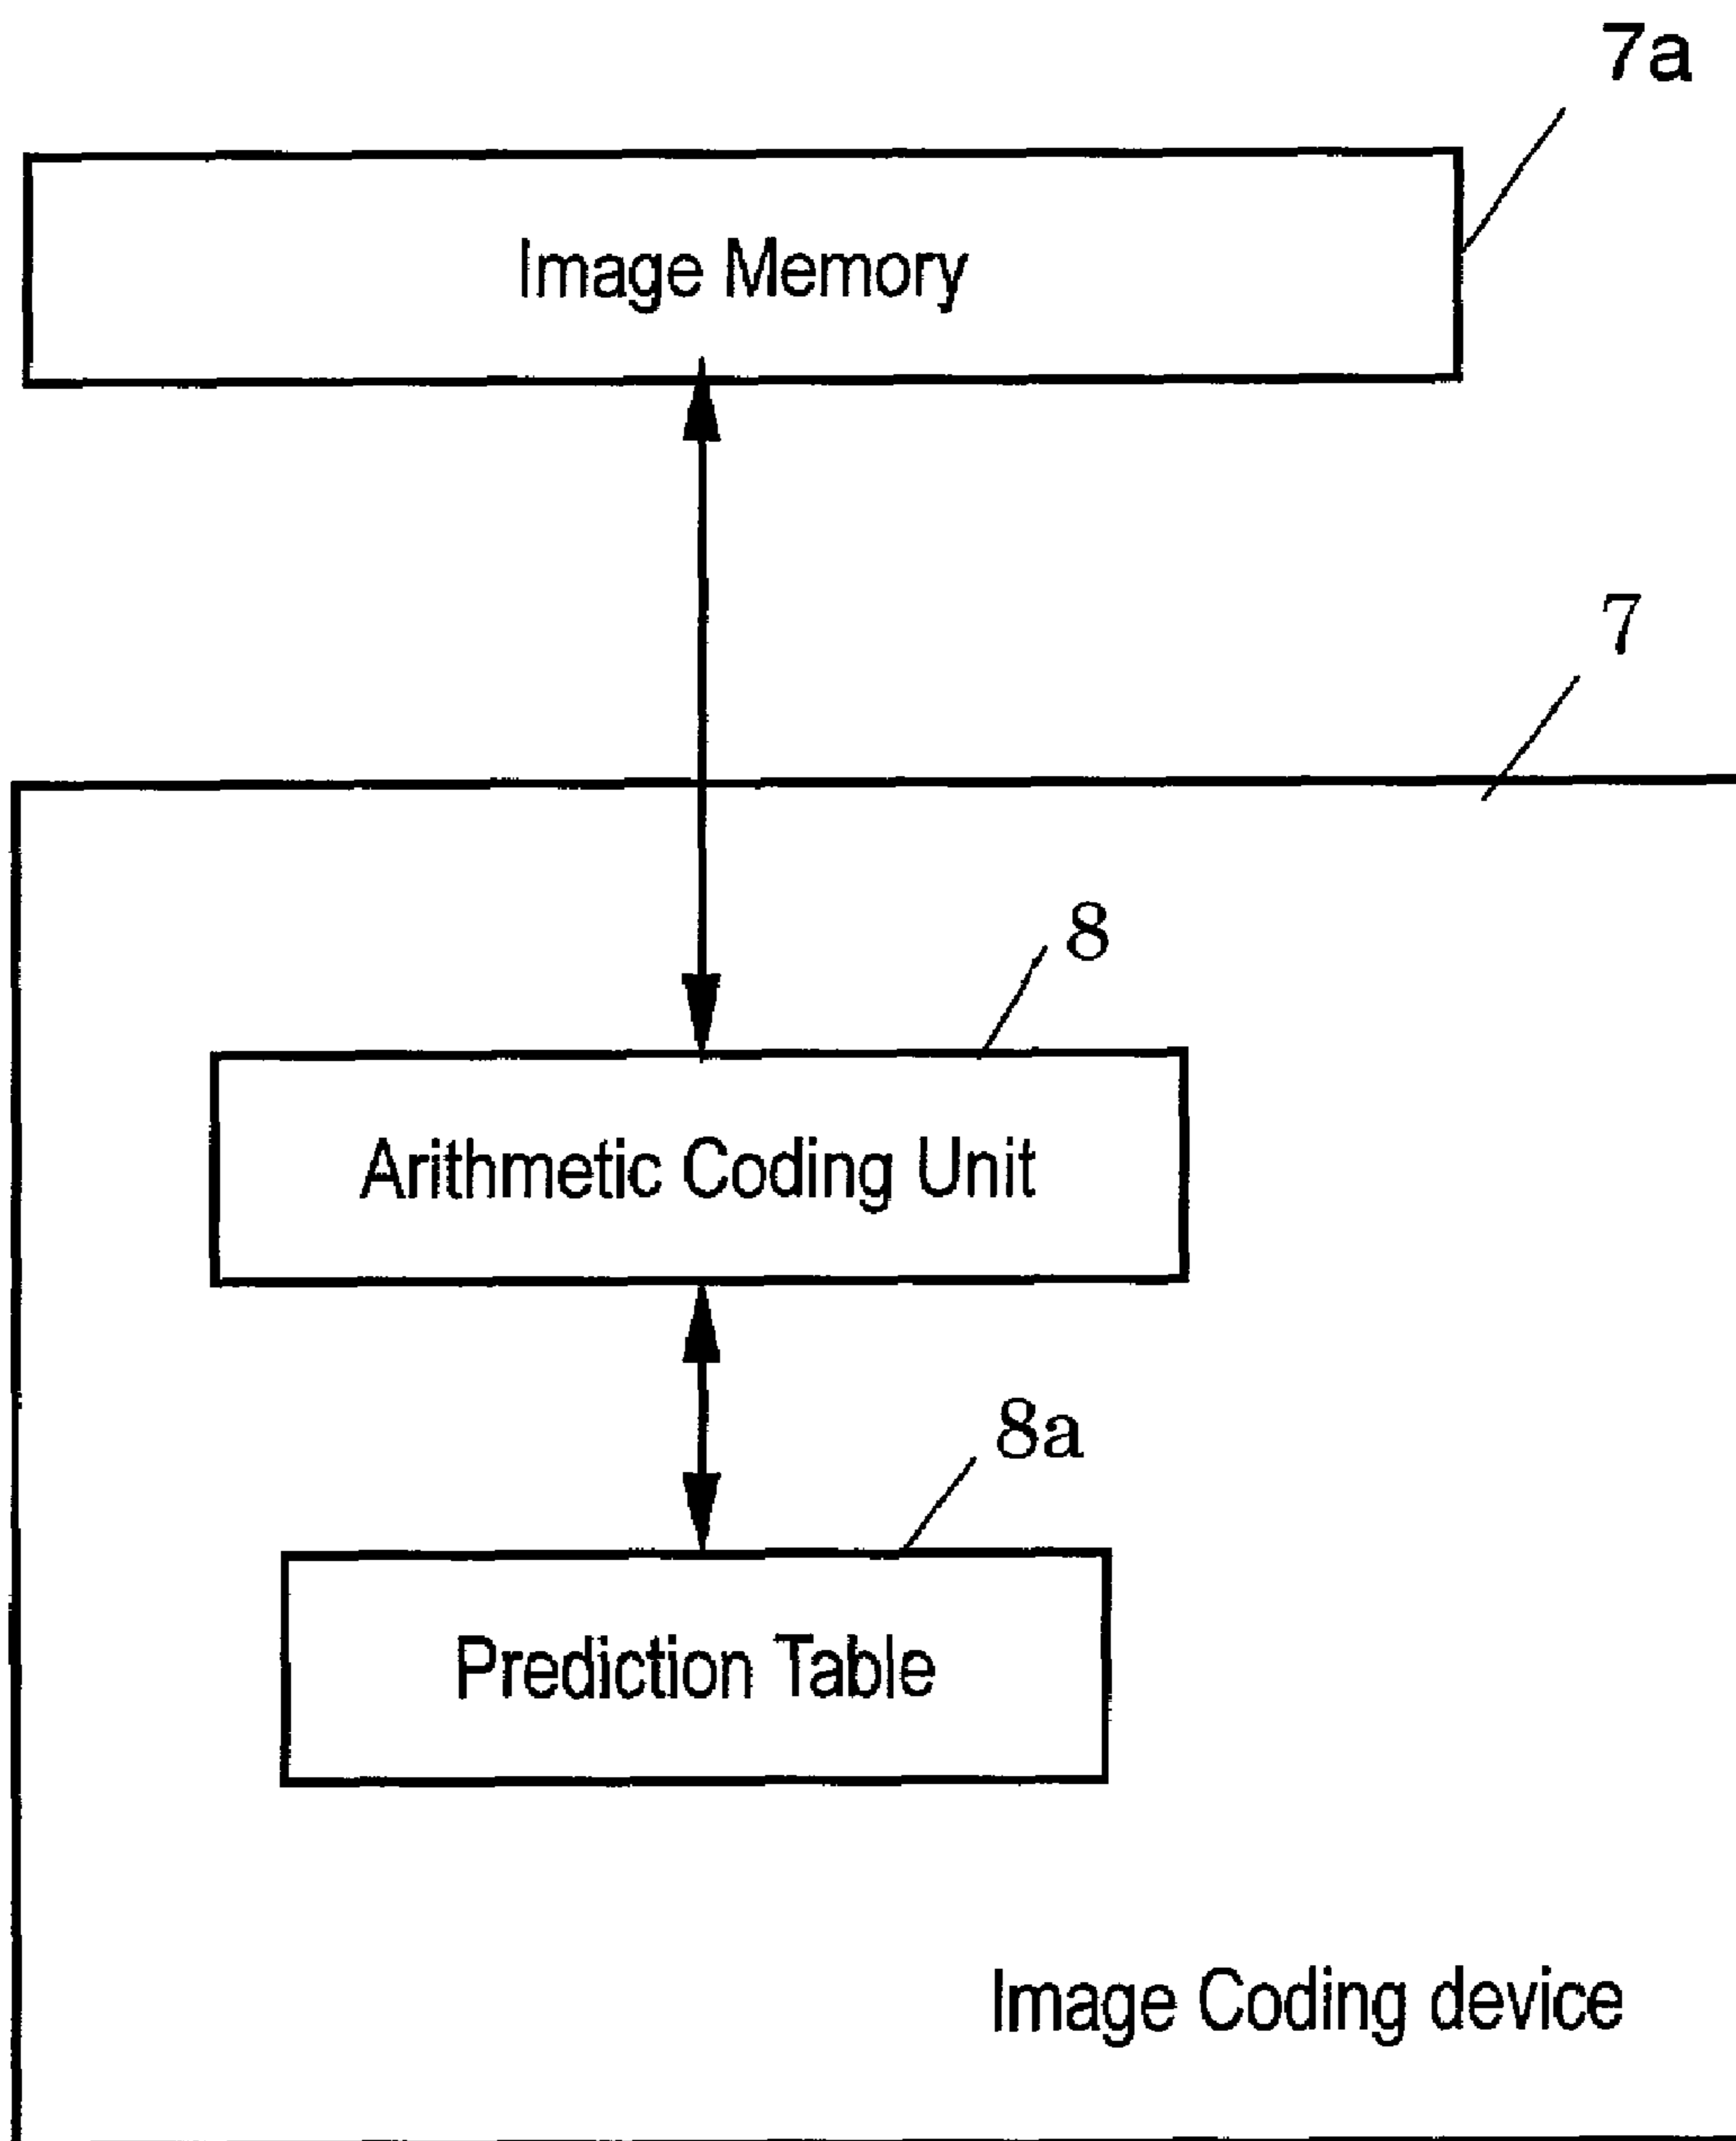 7a
Image Memory
7
8
Arithmetic Coding Unit
8a
Prediction Table
Image Coding device